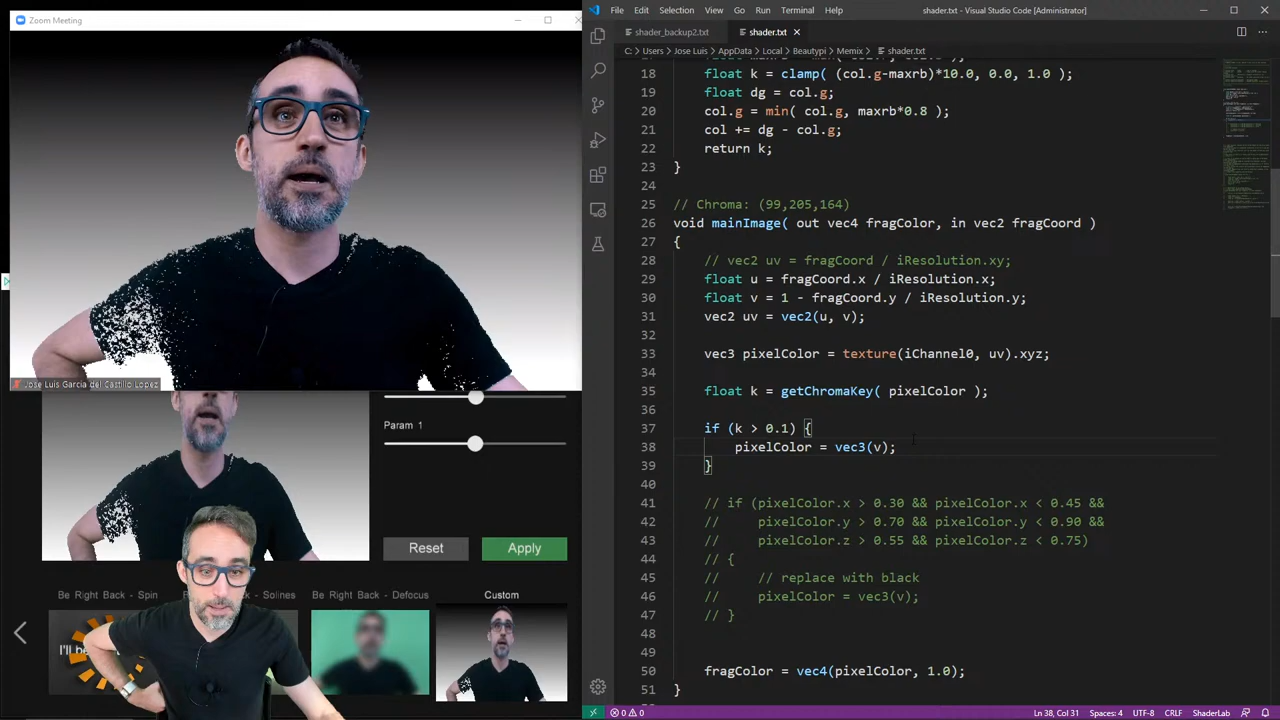 Zoom Meeting
Jose Luis Garcia del Castillo Lopez
Param 1
Reset
Apply
Be Right Back - Spin
- Solines
Be Right Back - Defocus
Custom
File
Edit
Selection
View
Go
Run
Terminal
Help
shader.txt - Visual Studio Code [Administrator]
shader_backup2.txt
shader.txt
C: > Users > Jose Luis > AppData > Local > Beautypi > Memix > shader.txt
18 float k = clamp( (col.g-maxrb)*10.0, 0.0, 1.0 );
19 float dg = col.g;
20 col.g = min( col.g, maxrb*0.8 );
21 col += dg - col.g;
22 return k;
23 }
24
25 // Chroma: (99,205,164)
26 void mainImage( out vec4 fragColor, in vec2 fragCoord )
27 {
28 // vec2 uv = fragCoord / iResolution.xy;
29 float u = fragCoord.x / iResolution.x;
30 float v = 1 - fragCoord.y / iResolution.y;
31 vec2 uv = vec2(u, v);
32
33 vec3 pixelColor = texture(iChannel0, uv).xyz;
34
35 float k = getChromaKey( pixelColor );
36
37 if (k > 0.1) {
38 pixelColor = vec3(v);
39 }
40
41 // if (pixelColor.x > 0.30 && pixelColor.x < 0.45 &&
42 // pixelColor.y > 0.70 && pixelColor.y < 0.90 &&
43 // pixelColor.z > 0.55 && pixelColor.z < 0.75)
44 // {
45 // // replace with black
46 // pixelColor = vec3(v);
47 // }
48
49
50 fragColor = vec4(pixelColor, 1.0);
51 }
0 0
Ln 38, Col 31
Spaces: 4
UTF-8
CRLF
ShaderLab